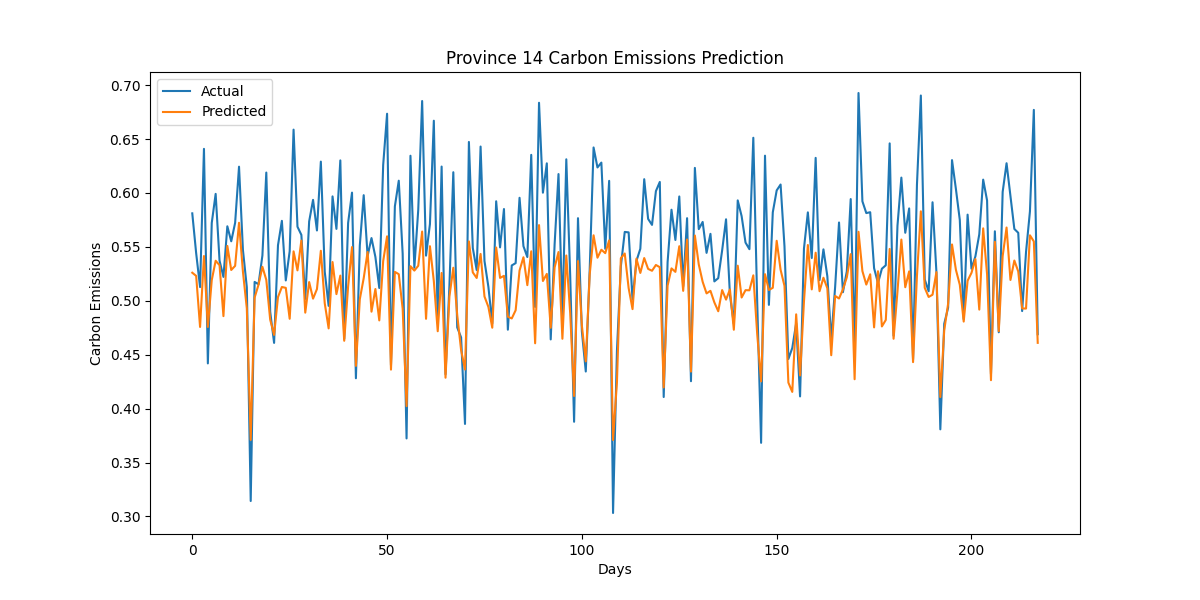 Province 14 Carbon Emissions Prediction
Actual
Predicted
0.70
0.65
0.60
0.55
0.50
0.45
0.40
0.35
0.30
Carbon Emissions
0 50 100 150 200
Days